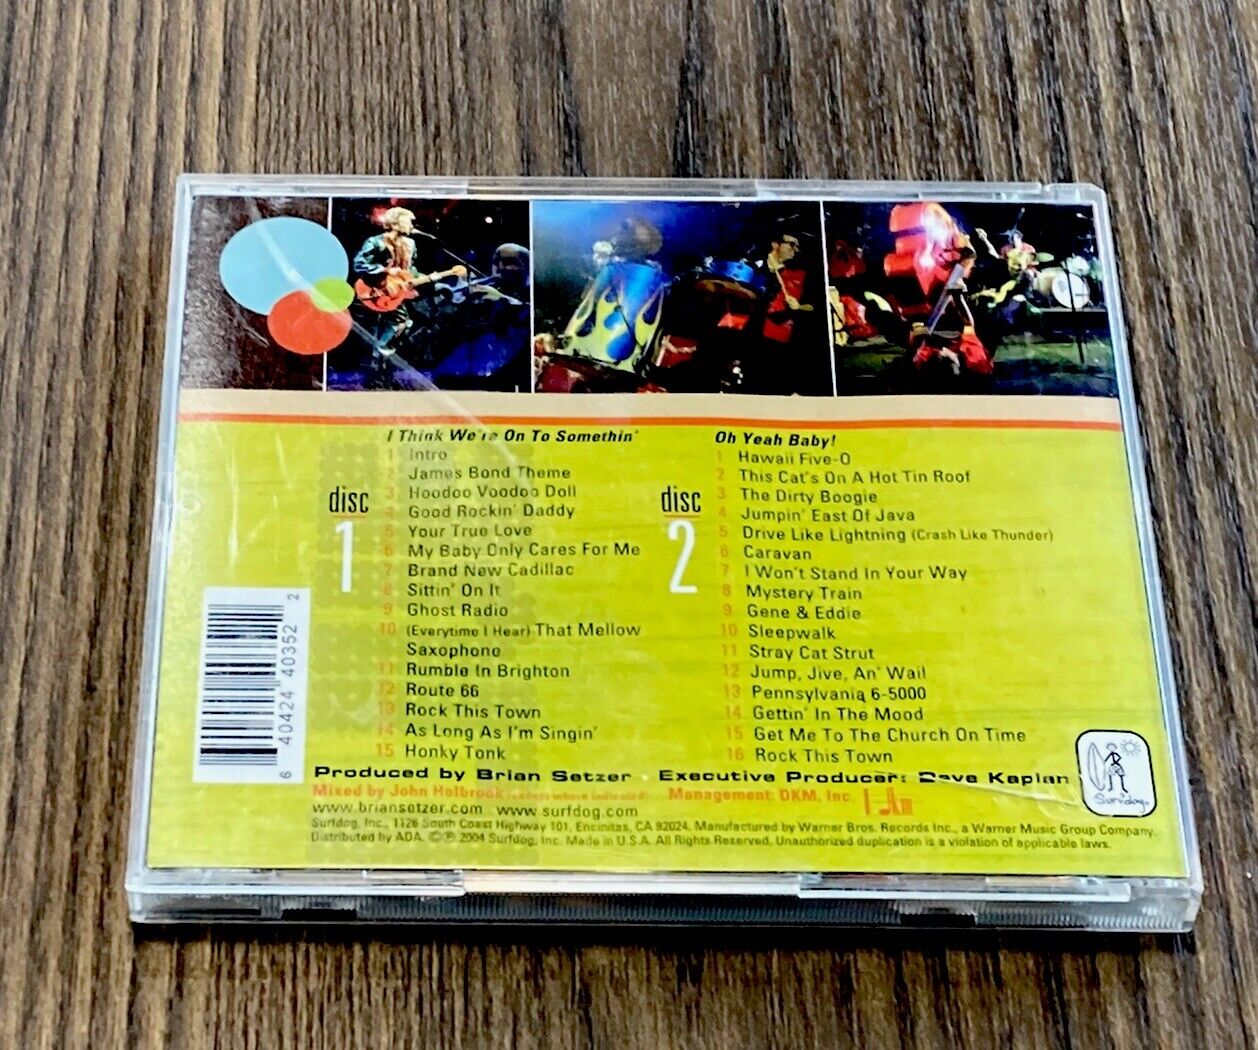 I Think We're On To Somethin'
disc
1
1 Intro
2 James Bond Theme
3 Hoodoo Voodoo Doll
4 Good Rockin' Daddy
5 Your True Love
6 My Baby Only Cares For Me
7 Brand New Cadillac
8 Sittin' On It
9 Ghost Radio
10 (Everytime I Hear) That Mellow
Saxophone
11 Rumble In Brighton
12 Route 66
13 Rock This Town
14 As Long As I'm Singin'
15 Honky Tonk
Oh Yeah Baby!
disc
2
1 Hawaii Five-O
2 This Cat's On A Hot Tin Roof
3 The Dirty Boogie
4 Jumpin' East Of Java
5 Drive Like Lightning (Crash Like Thunder)
6 Caravan
7 I Won't Stand In Your Way
8 Mystery Train
9 Gene & Eddie
10 Sleepwalk
11 Stray Cat Strut
12 Jump, Jive, An' Wail
13 Pennsylvania 6-5000
14 Gettin' In The Mood
15 Get Me To The Church On Time
16 Rock This Town
6 40424 40352 2
Produced by Brian Setzer · Executive Producer: Dave Kaplan
Mixed by John Holbrook (except where indicated) Management: DKM, Inc.
www.briansetzer.com www.surfdog.com
Surfdog, Inc., 1126 South Coast Highway 101, Encinitas, CA 92024. Manufactured by Warner Bros. Records Inc., a Warner Music Group Company.
Distributed by ADA. ©℗ 2004 Surfdog, Inc. Made in U.S.A. All Rights Reserved. Unauthorized duplication is a violation of applicable laws.
Surfdog